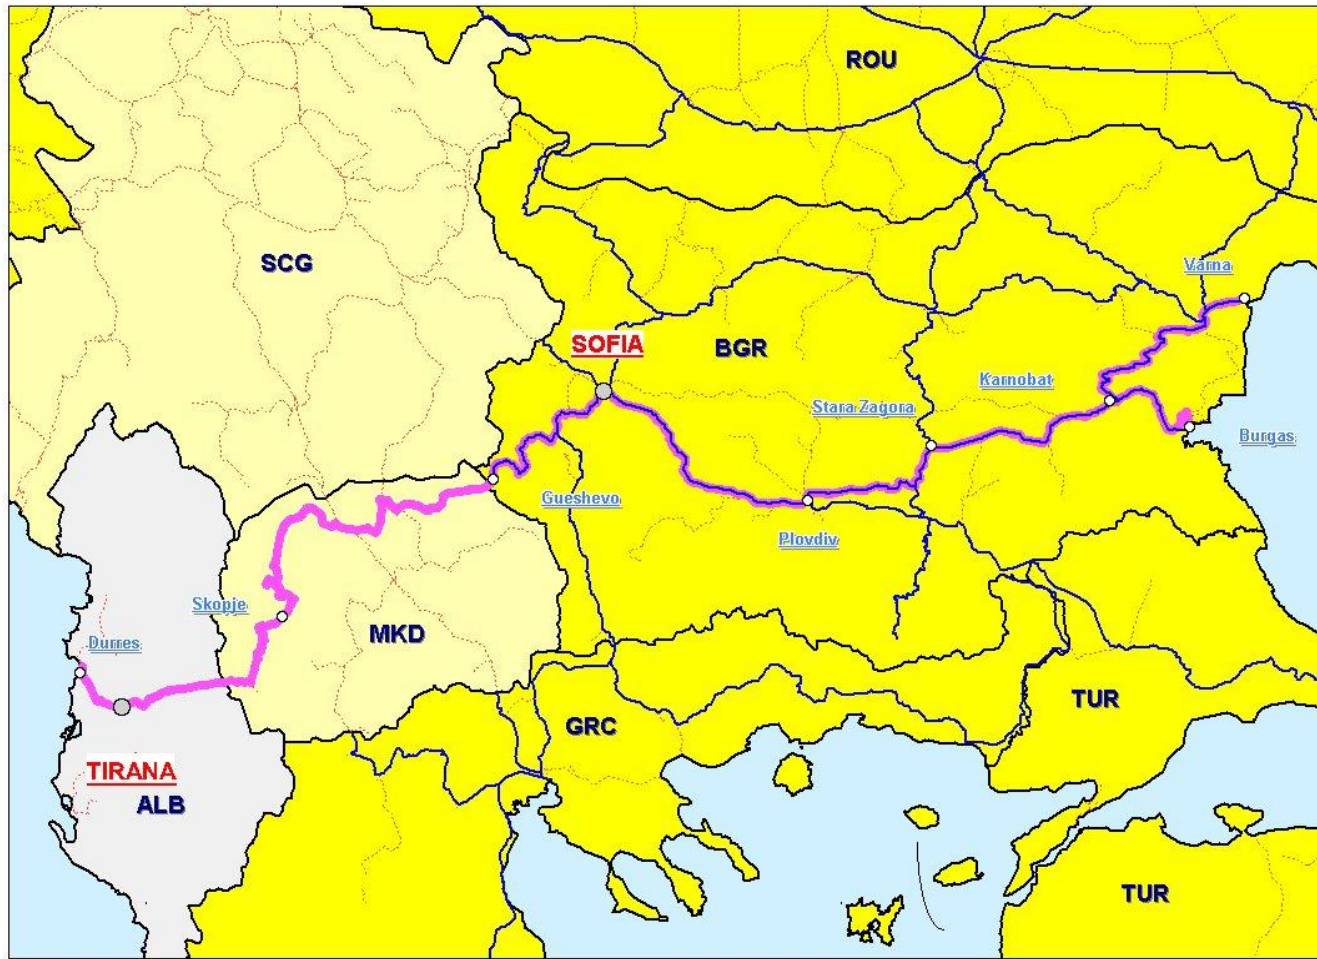 ROU
SCG
Varna
SOFIA
BGR
Karnobat
Stara Zagora
Burgas
Gueshevo
Plovdiv
Skopje
MKD
Durres
TUR
GRC
TIRANA
ALB
TUR